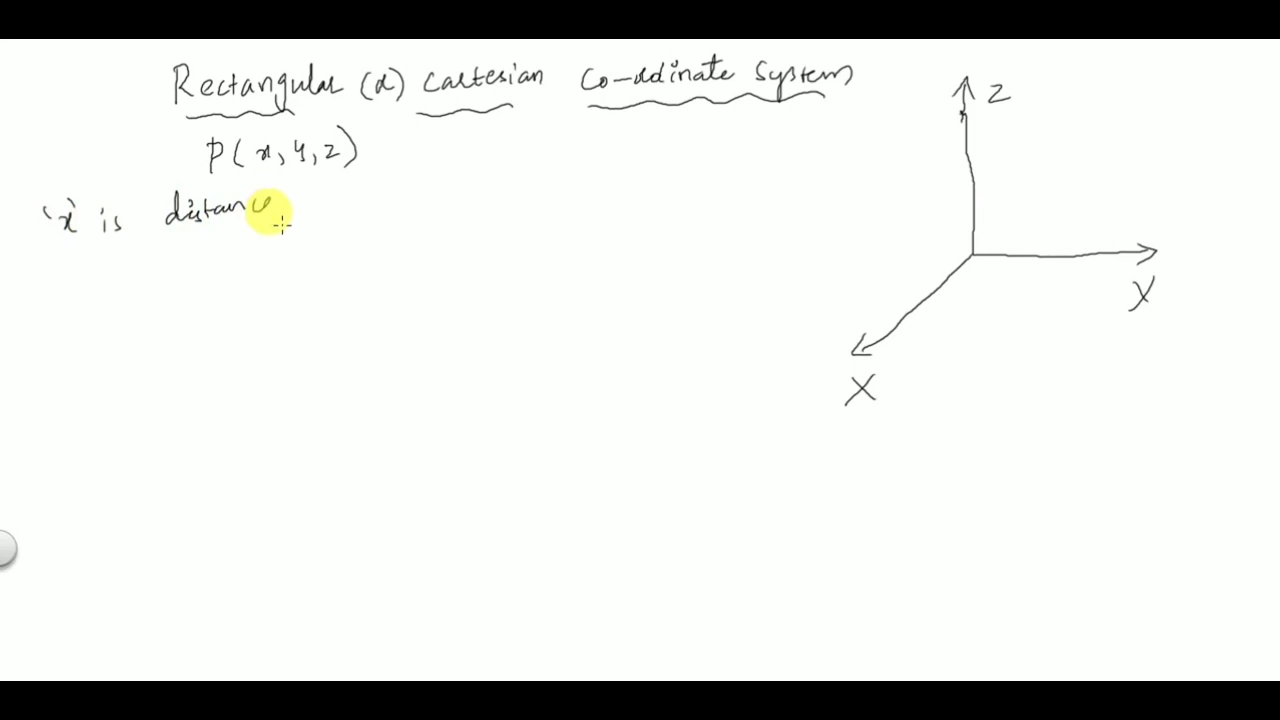 Rectangular (or) Cartesian Co-ordinate System
P(x, y, z)
'x' is distance
Z
Y
X